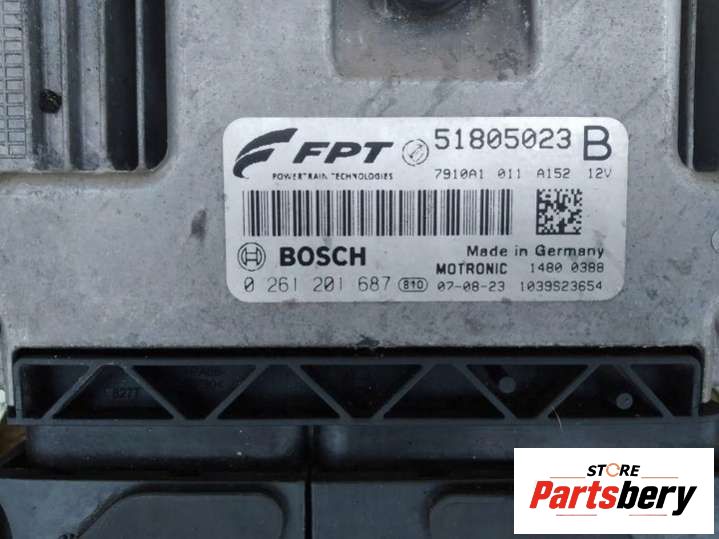 FPT 51805023 B
POWERTRAIN TECHNOLOGIES 7910A1 011 A152 12V
BOSCH Made in Germany
MOTRONIC 1480 0388
0 261 201 687 810 07-08-23 1039S23654
STORE
Partsbery